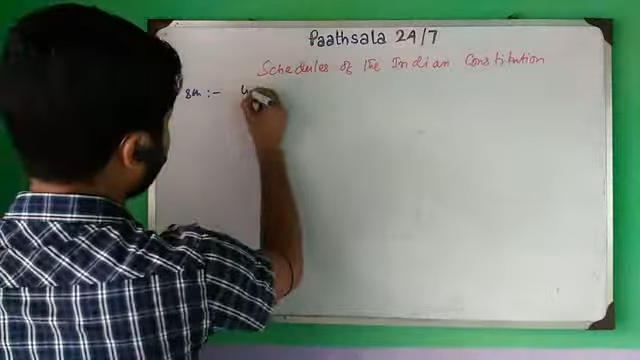 Paathsala 24/7
Schedules of the Indian Constitution
8th :-